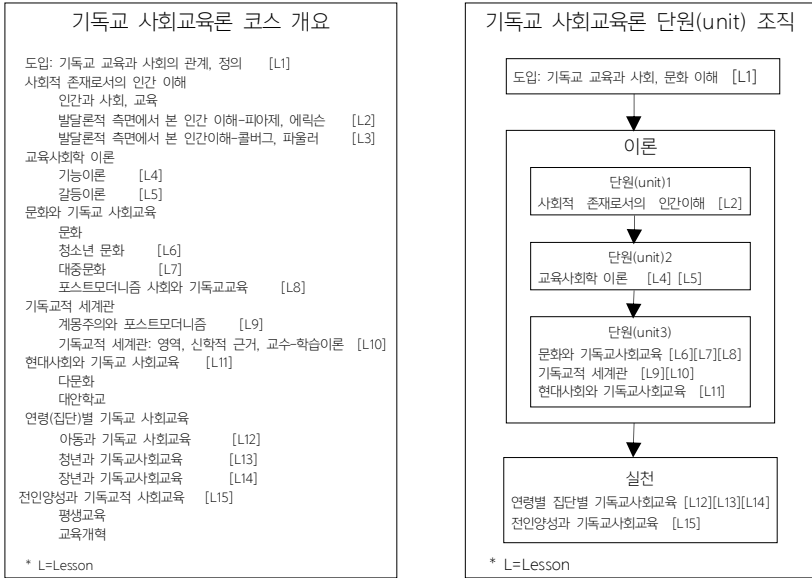 기독교 사회교육론 코스 개요
도입: 기독교 교육과 사회의 관계, 정의 [L1]
사회적 존재로서의 인간 이해
인간과 사회, 교육
발달론적 측면에서 본 인간 이해-피아제, 에릭슨 [L2]
발달론적 측면에서 본 인간이해-콜버그, 파울러 [L3]
교육사회학 이론
기능이론 [L4]
갈등이론 [L5]
문화와 기독교 사회교육
문화
청소년 문화 [L6]
대중문화 [L7]
포스트모더니즘 사회와 기독교교육 [L8]
기독교적 세계관
계몽주의와 포스트모더니즘 [L9]
기독교적 세계관: 영역, 신학적 근거, 교수-학습이론 [L10]
현대사회와 기독교 사회교육 [L11]
다문화
대안학교
연령(집단)별 기독교 사회교육
아동과 기독교 사회교육 [L12]
청년과 기독교사회교육 [L13]
장년과 기독교사회교육 [L14]
전인양성과 기독교적 사회교육 [L15]
평생교육
교육개혁
* L=Lesson
기독교 사회교육론 단원(unit) 조직
도입: 기독교 교육과 사회, 문화 이해 [L1]
이론
단원(unit)1
사회적 존재로서의 인간이해 [L2]
단원(unit)2
교육사회학 이론 [L4] [L5]
단원(unit3)
문화와 기독교사회교육 [L6][L7][L8]
기독교적 세계관 [L9][L10]
현대사회와 기독교사회교육 [L11]
실천
연령별 집단별 기독교사회교육 [L12][L13][L14]
전인양성과 기독교사회교육 [L15]
* L=Lesson